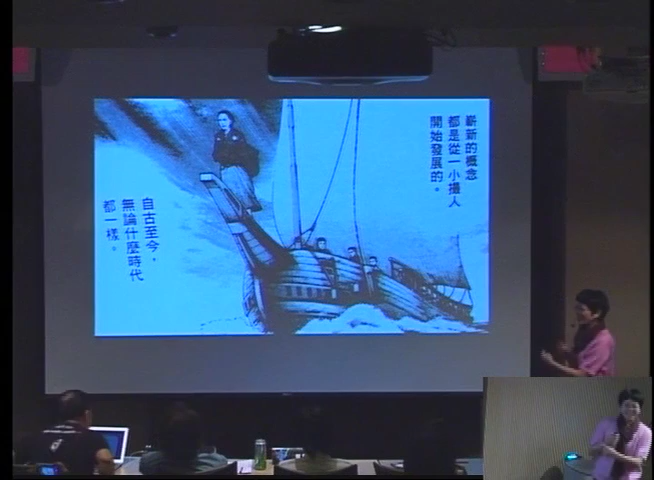 嶄新的概念
都是從一小撮人
開始發展的。
自古至今，
無論什麼時代
都一樣。